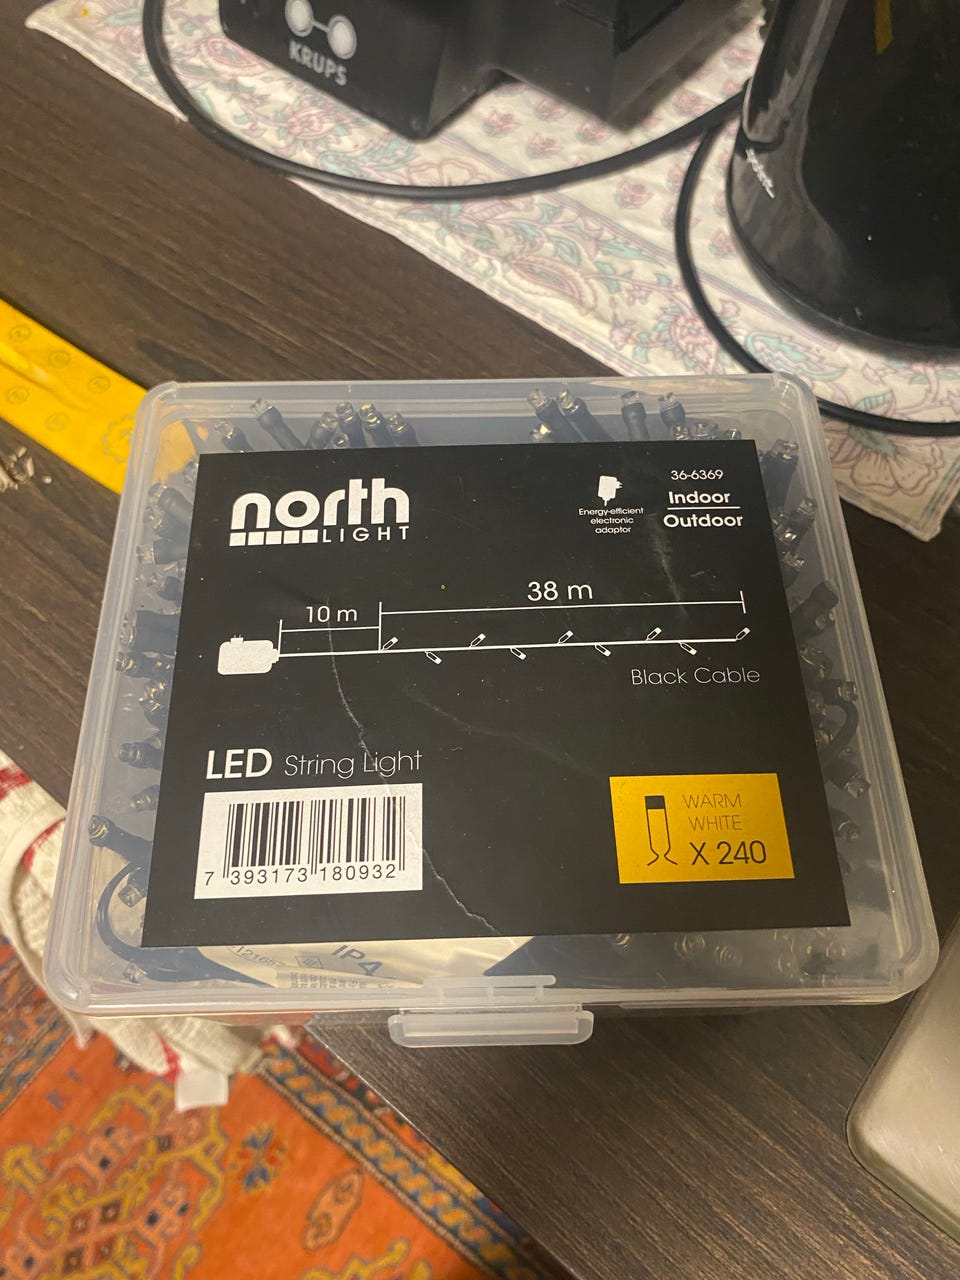 KRUPS
north
LIGHT
Energy-efficient
electronic
adaptor
36-6369
Indoor
Outdoor
10 m
38 m
Black Cable
LED String Light
7 393173 180932
WARM
WHITE
X 240
IP4